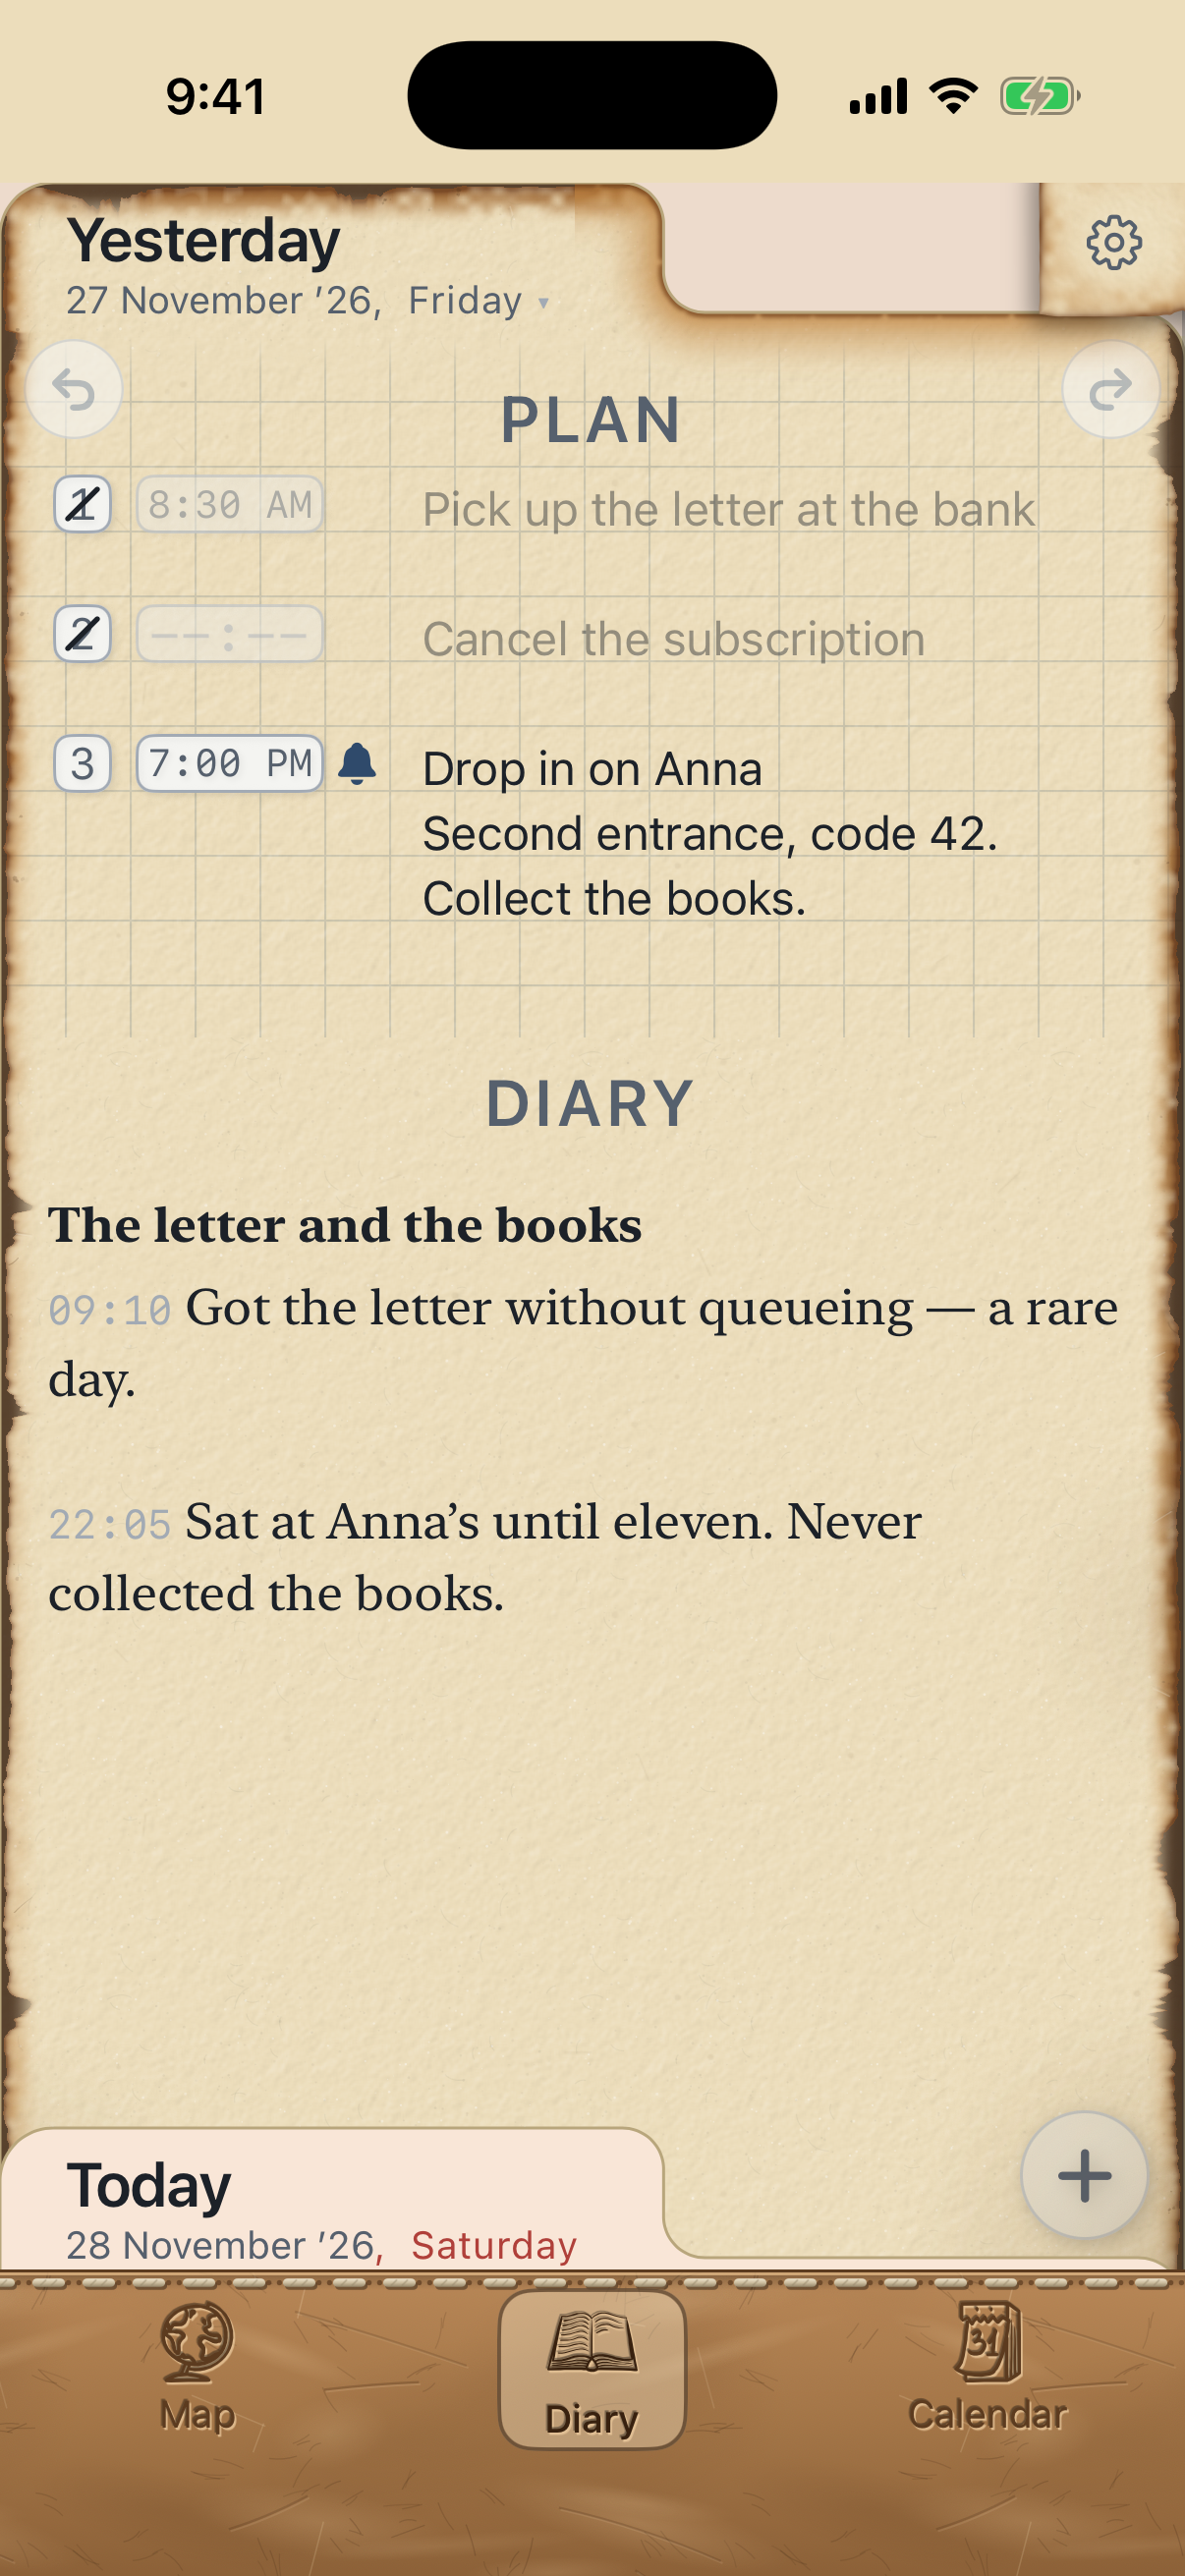 9:41
Yesterday
27 November ’26, Friday ▾
PLAN
1 8:30 AM Pick up the letter at the bank
2 --:-- Cancel the subscription
3 7:00 PM Drop in on Anna
Second entrance, code 42.
Collect the books.
DIARY
The letter and the books
09:10 Got the letter without queueing — a rare
day.
22:05 Sat at Anna’s until eleven. Never
collected the books.
Today
28 November ’26, Saturday
31
Map Diary Calendar